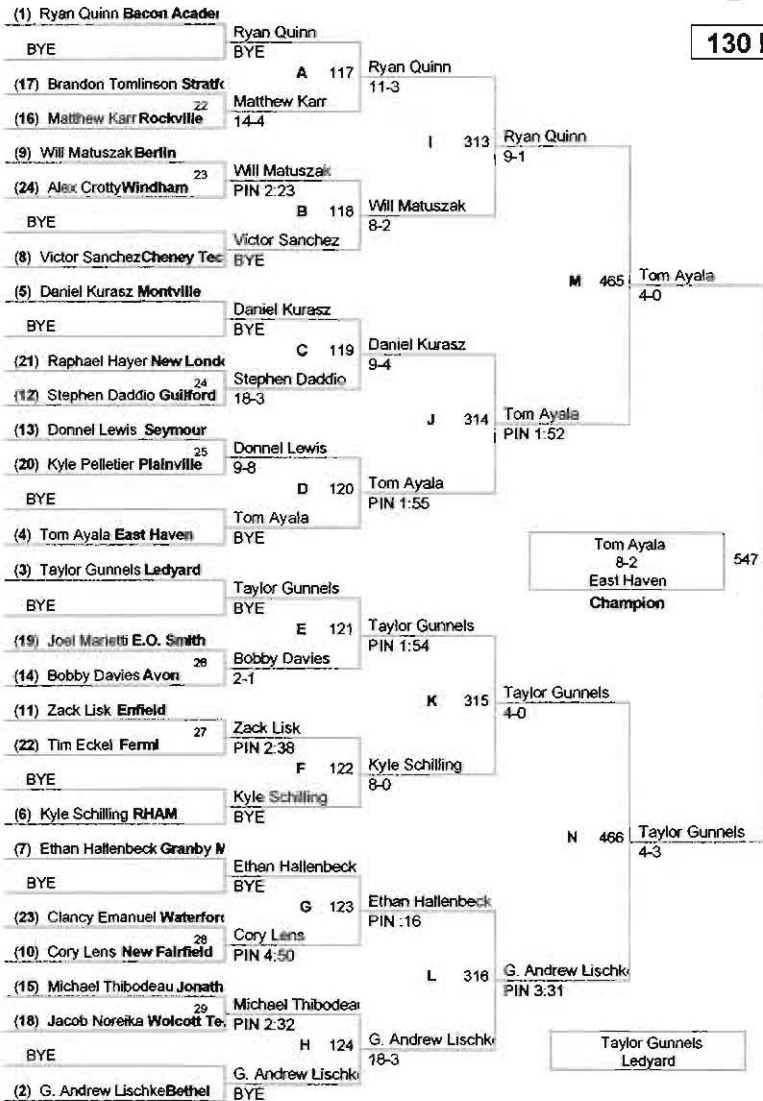 130
(1) Ryan Quinn Bacon Acader
BYE
(17) Brandon Tomlinson Stratfo
22
(16) Matthew Karr Rockville
(9) Will Matuszak Berlin
23
(24) Alex Crotty Windham
BYE
(8) Victor Sanchez Cheney Tec
(5) Daniel Kurasz Montville
BYE
(21) Raphael Hayer New Londo
24
(12) Stephen Daddio Guilford
(13) Donnel Lewis Seymour
25
(20) Kyle Pelletier Plainville
BYE
(4) Tom Ayala East Haven
(3) Taylor Gunnels Ledyard
BYE
(19) Joel Marietti E.O. Smith
26
(14) Bobby Davies Avon
(11) Zack Lisk Enfield
27
(22) Tim Eckel Fermi
BYE
(6) Kyle Schilling RHAM
(7) Ethan Hallenbeck Granby M
BYE
(23) Clancy Emanuel Waterford
28
(10) Cory Lens New Fairfield
(15) Michael Thibodeau Jonath
29
(18) Jacob Noreika Wolcott Te
BYE
(2) G. Andrew Lischke Bethel
Ryan Quinn
BYE
A 117
Matthew Karr
14-4
Will Matuszak
PIN 2:23
B 118
Victor Sanchez
BYE
Daniel Kurasz
BYE
C 119
Stephen Daddio
18-3
Donnel Lewis
9-8
D 120
Tom Ayala
BYE
Taylor Gunnels
BYE
E 121
Bobby Davies
2-1
Zack Lisk
PIN 2:38
F 122
Kyle Schilling
BYE
Ethan Hallenbeck
BYE
G 123
Cory Lens
PIN 4:50
Michael Thibodeau
PIN 2:32
H 124
G. Andrew Lischk
BYE
Ryan Quinn
11-3
I 313
Will Matuszak
8-2
Daniel Kurasz
9-4
J 314
Tom Ayala
PIN 1:55
Taylor Gunnels
PIN 1:54
K 315
Kyle Schilling
8-0
Ethan Hallenbeck
PIN :16
L 316
G. Andrew Lischk
18-3
Ryan Quinn
9-1
M 465
Tom Ayala
PIN 1:52
Taylor Gunnels
4-0
N 466
G. Andrew Lischk
PIN 3:31
Tom Ayala
4-0
Tom Ayala
8-2
East Haven
547
Champion
Taylor Gunnels
4-3
Taylor Gunnels
Ledyard